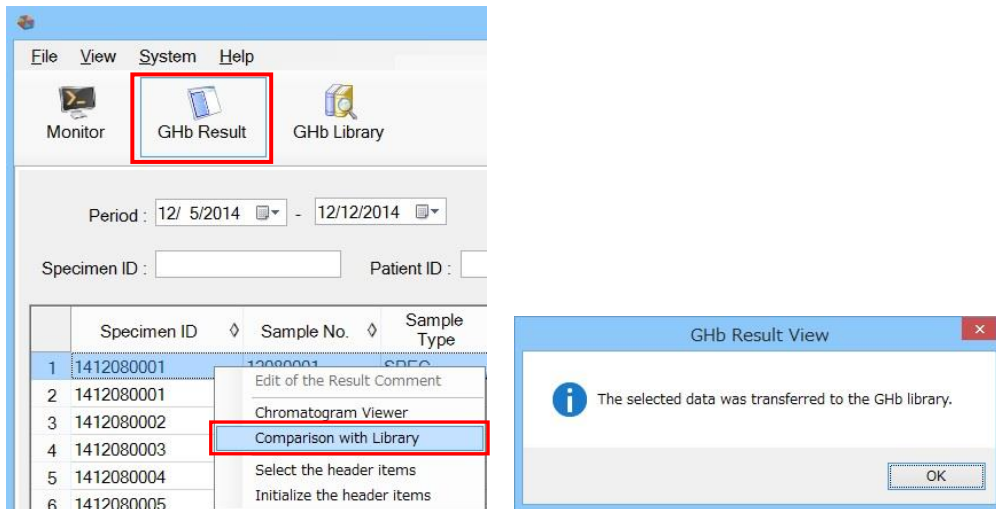 File View System Help
Monitor GHb Result GHb Library
Period : 12/ 5/2014 - 12/12/2014
Specimen ID : Patient ID :
Specimen ID ◊ Sample No. ◊ Sample Type
1 1412080001 12080001 SPEC
2 1412080001
3 1412080002
4 1412080003
5 1412080004
6 1412080005
Edit of the Result Comment
Chromatogram Viewer
Comparison with Library
Select the header items
Initialize the header items
GHb Result View
The selected data was transferred to the GHb library.
OK